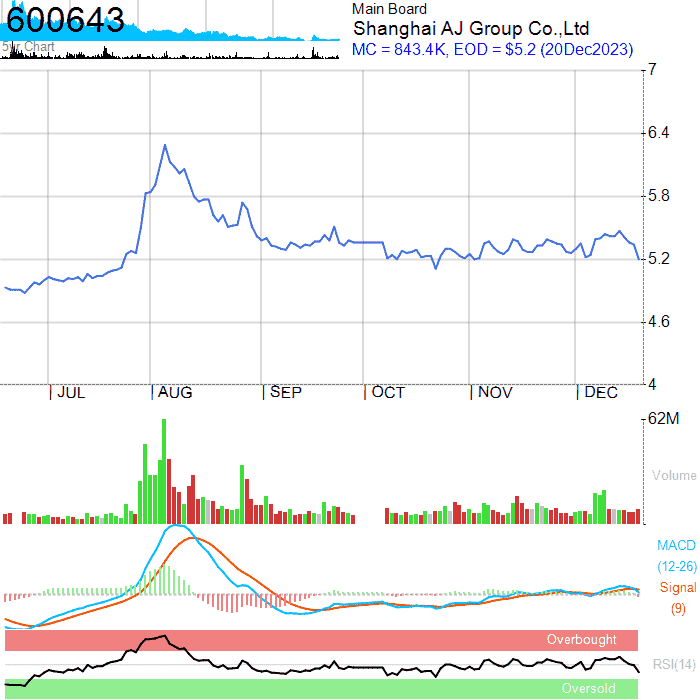 600643
5yr Chart
Main Board
Shanghai AJ Group Co.,Ltd
MC = 843.4K, EOD = $5.2 (20Dec2023)
7
6.4
5.8
5.2
4.6
4
JUL AUG SEP OCT NOV DEC
62M
Volume
MACD
(12-26)
Signal
(9)
Overbought
RSI(14)
Oversold